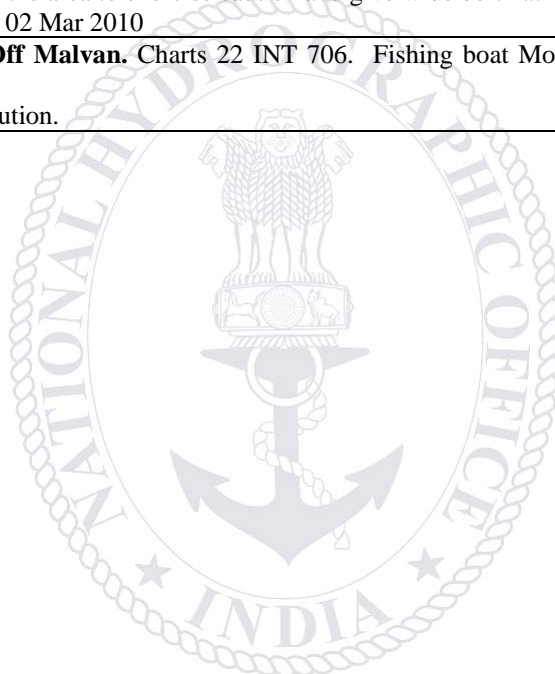 02 Mar 2010
Off Malvan. Charts 22 INT 706. Fishing boat Mo
ution.
NATIONAL HYDROGRAPHIC OFFICE
★ INDIA ★